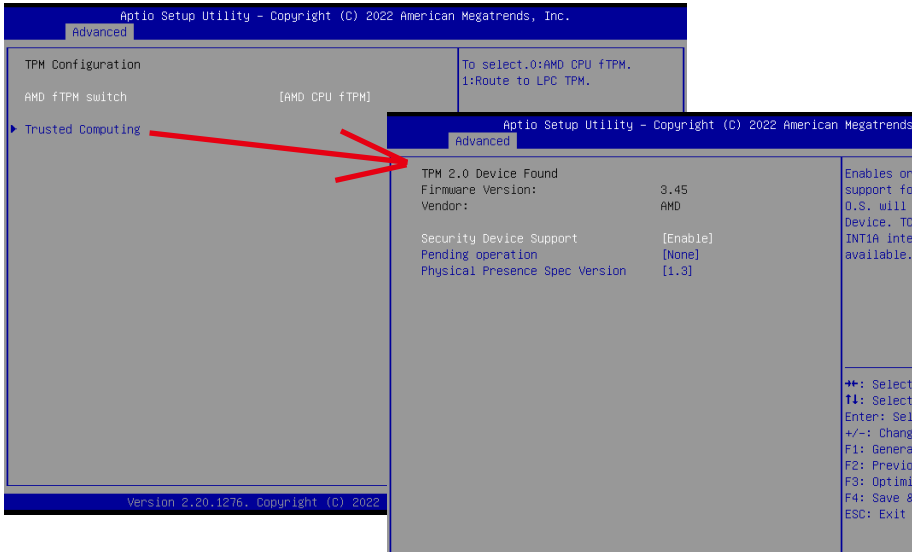 Aptio Setup Utility – Copyright (C) 2022 American Megatrends, Inc.
Advanced
TPM Configuration
AMD fTPM switch [AMD CPU fTPM]
Trusted Computing
To select.0:AMD CPU fTPM.
1:Route to LPC TPM.
Version 2.20.1276. Copyright (C) 2022
Aptio Setup Utility – Copyright (C) 2022 American Megatrends
Advanced
TPM 2.0 Device Found
Firmware Version: 3.45
Vendor: AMD
Security Device Support [Enable]
Pending operation [None]
Physical Presence Spec Version [1.3]
Enables or
support fo
O.S. will
Device. TC
INT1A inte
available.
→←: Select
↑↓: Select
Enter: Sel
+/-: Chang
F1: Genera
F2: Previo
F3: Optimi
F4: Save &
ESC: Exit